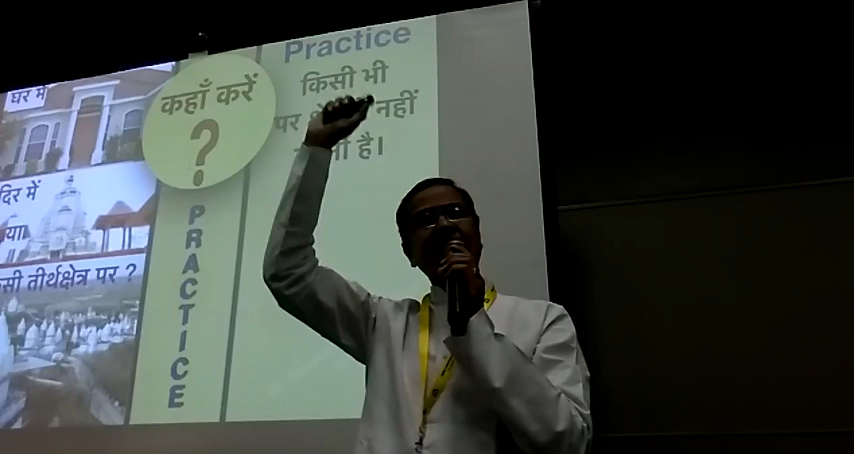 घर में
दिर में
या
सी तीर्थक्षेत्र पर ?
कहाँ करें
?
PRACTICE
Practice
किसी भी
पर नहीं
है।